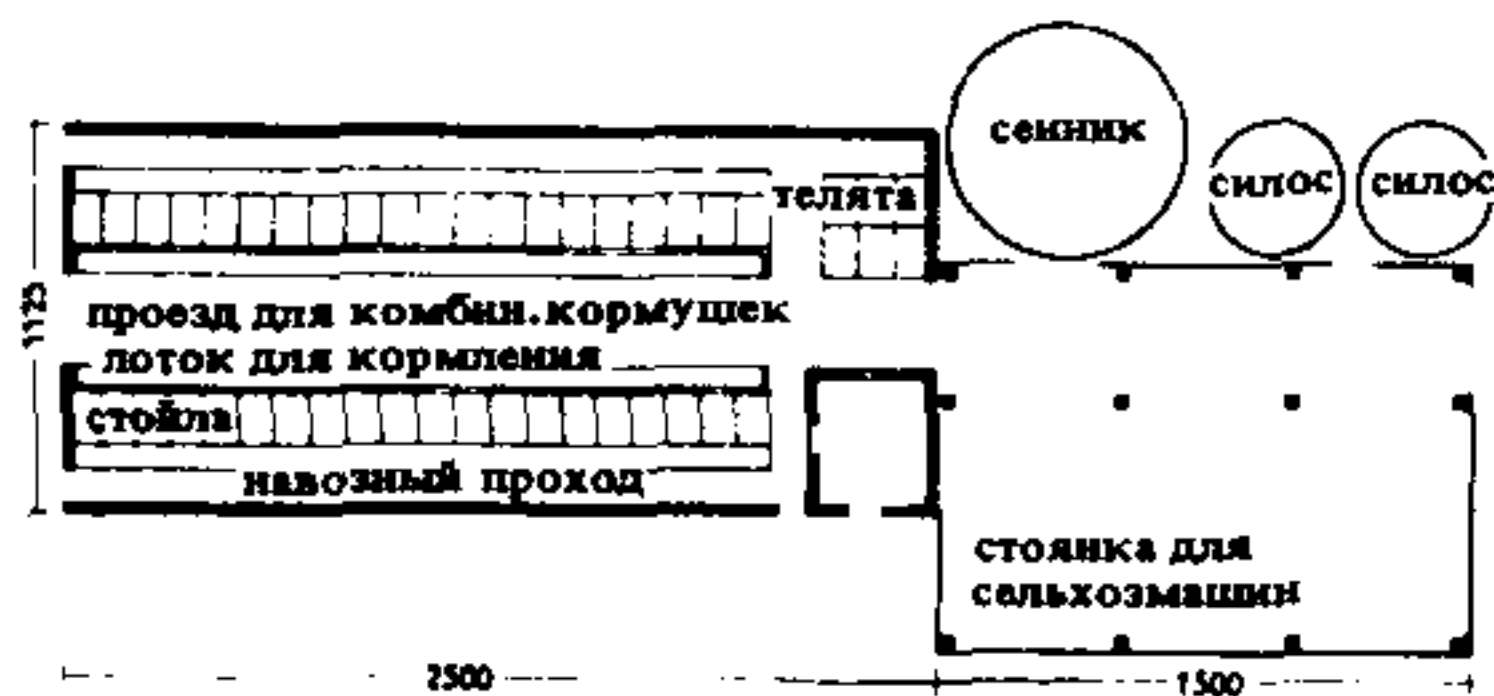 сенник
силос
силос
телята
1125
проезд для комбин.кормушек
лоток для кормления
стойла
навозный проход
стоянка для
сельхозмашин
2500
1500